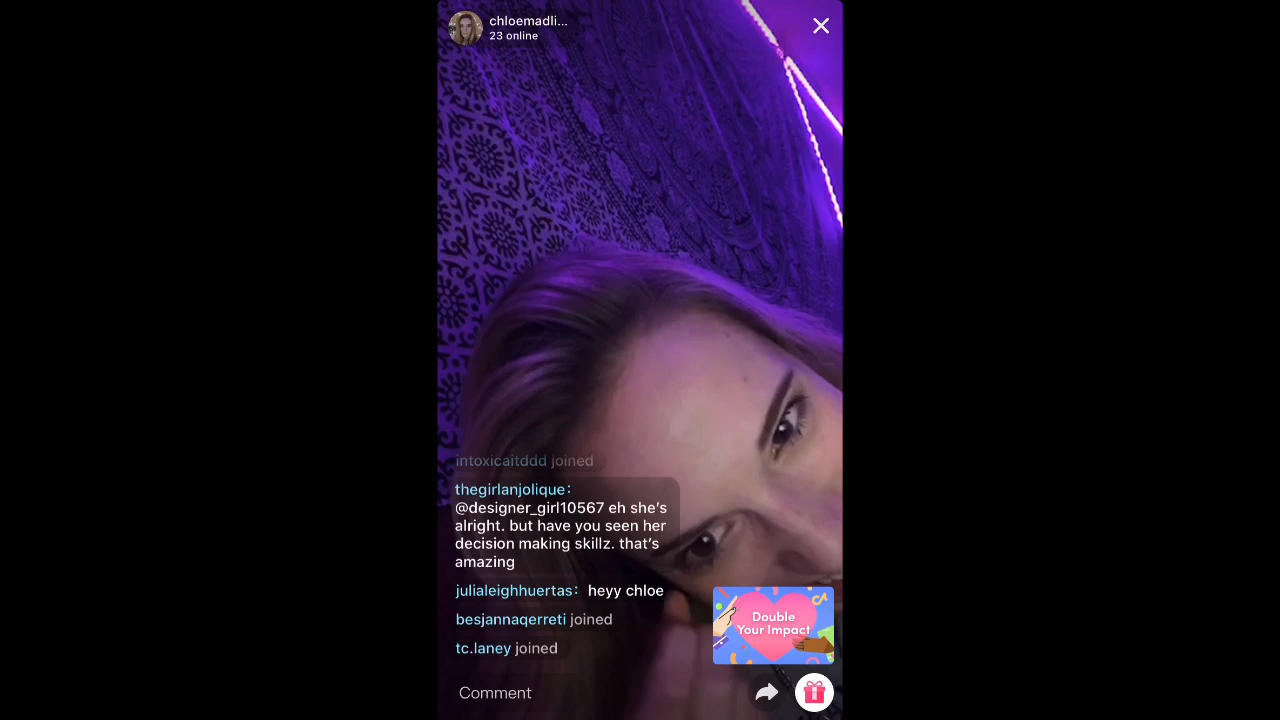 chloemadli...
23 online
intoxicaitddd joined
thegirlanjolique:
@designer_girl10567 eh she's
alright. but have you seen her
decision making skillz. that's
amazing
julialeighhuertas: heyy chloe
besjannaqerreti joined
tc.laney joined
Double
Your Impact
Comment